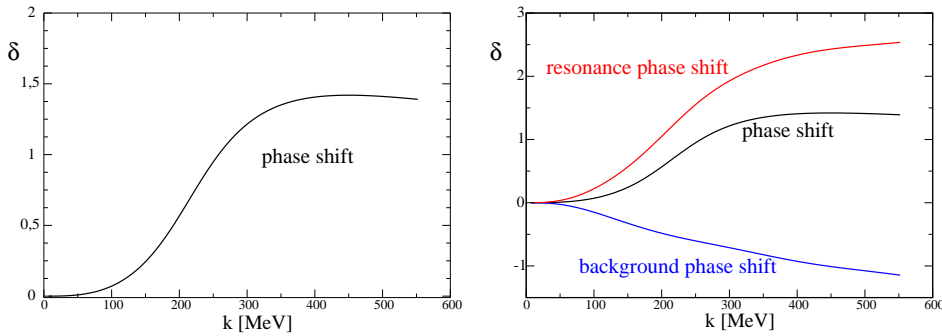 2
δ
1,5
1
phase shift
0,5
0
0 100 200 300 400 500 600
k [MeV]
3
δ
resonance phase shift
2
phase shift
1
0
background phase shift
-1
0 100 200 300 400 500 600
k [MeV]